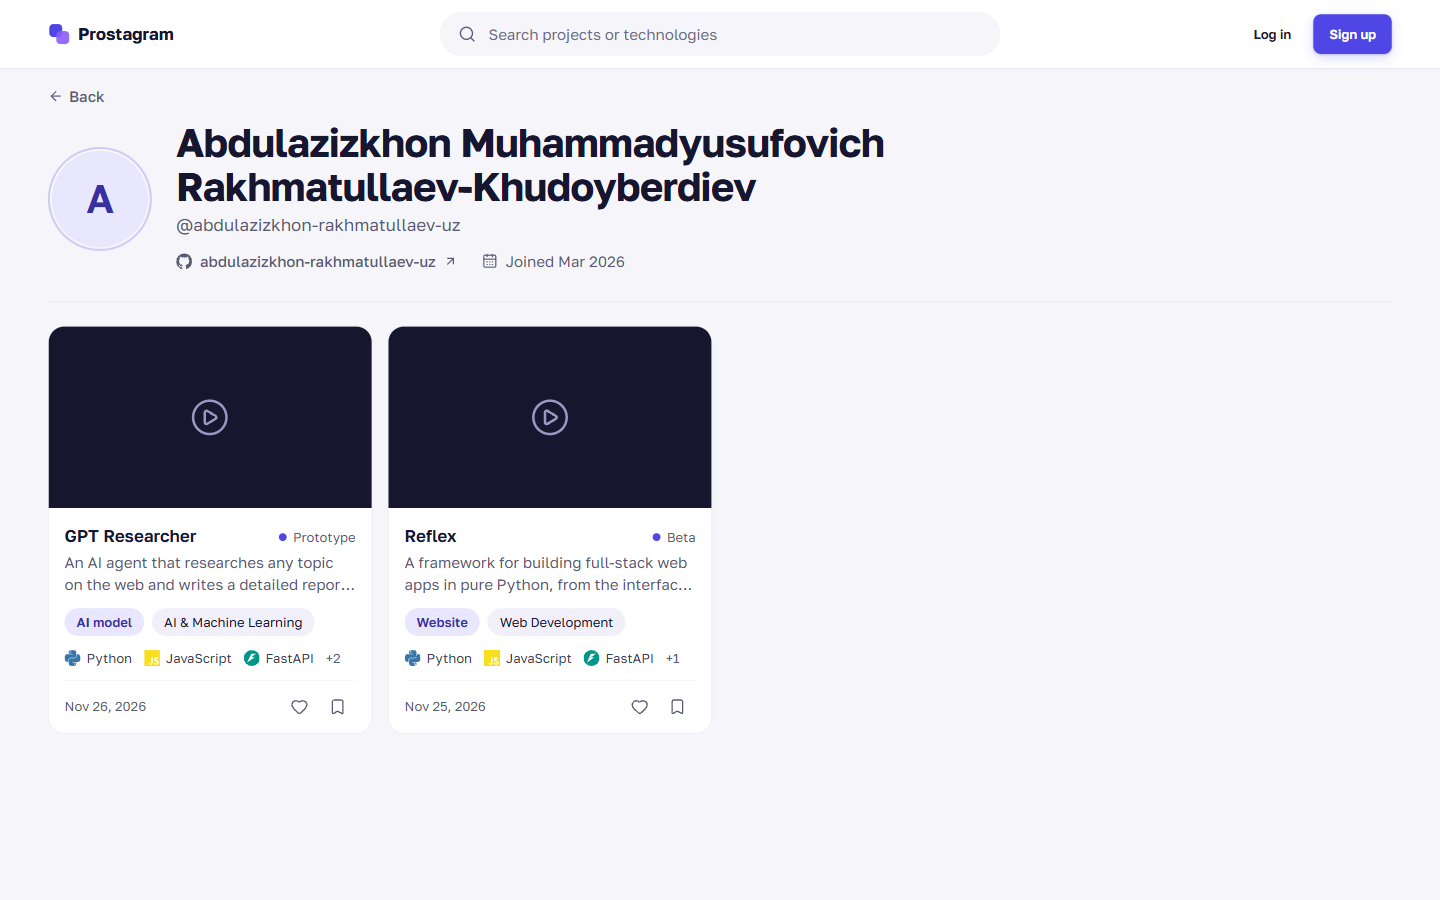 Prostagram
Search projects or technologies
Log in
Sign up
Back
Abdulazizkhon Muhammadyusufovich
Rakhmatullaev-Khudoyberdiev
@abdulazizkhon-rakhmatullaev-uz
abdulazizkhon-rakhmatullaev-uz
Joined Mar 2026
A
GPT Researcher
Prototype
An AI agent that researches any topic
on the web and writes a detailed repor...
AI model
AI & Machine Learning
Python
JS
JavaScript
FastAPI
+2
Nov 26, 2026
Reflex
Beta
A framework for building full-stack web
apps in pure Python, from the interfac...
Website
Web Development
Python
JS
JavaScript
FastAPI
+1
Nov 25, 2026